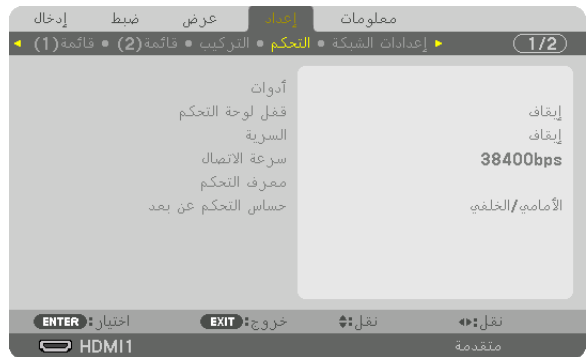 إدخال ضبط عرض إعداد معلومات
◄ قائمة(1) • قائمة(2) • التركيب • التحكم • إعدادات الشبكة ► 1/2
أدوات
قفل لوحة التحكم إيقاف
السرية إيقاف
سرعة الاتصال 38400bps
معرف التحكم
حساس التحكم عن بعد الأمامي/الخلفي
ENTER: اختيار EXIT: خروج نقل: نقل:
HDMI1 متقدمة